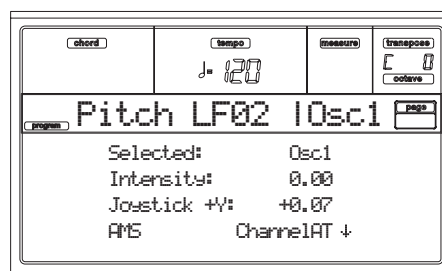 chord tempo measure transpose
♩= 120 C 0
octave
program Pitch LFO2 |Osc1 page
Selected: Osc1
Intensity: 0.00
Joystick +Y: +0.07
AMS ChannelAT ↓